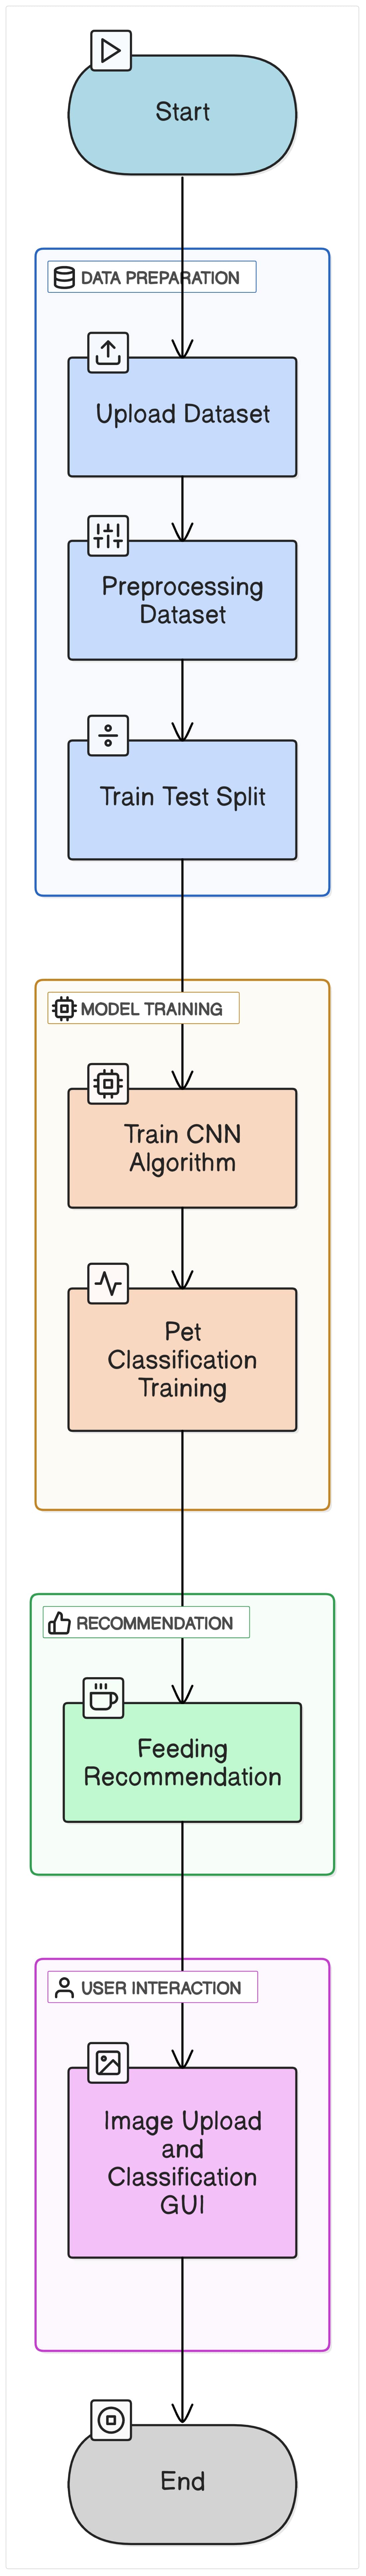 Start
DATA PREPARATION
Upload Dataset
Preprocessing
Dataset
Train Test Split
MODEL TRAINING
Train CNN
Algorithm
Pet
Classification
Training
RECOMMENDATION
Feeding
Recommendation
USER INTERACTION
Image Upload
and
Classification
GUI
End